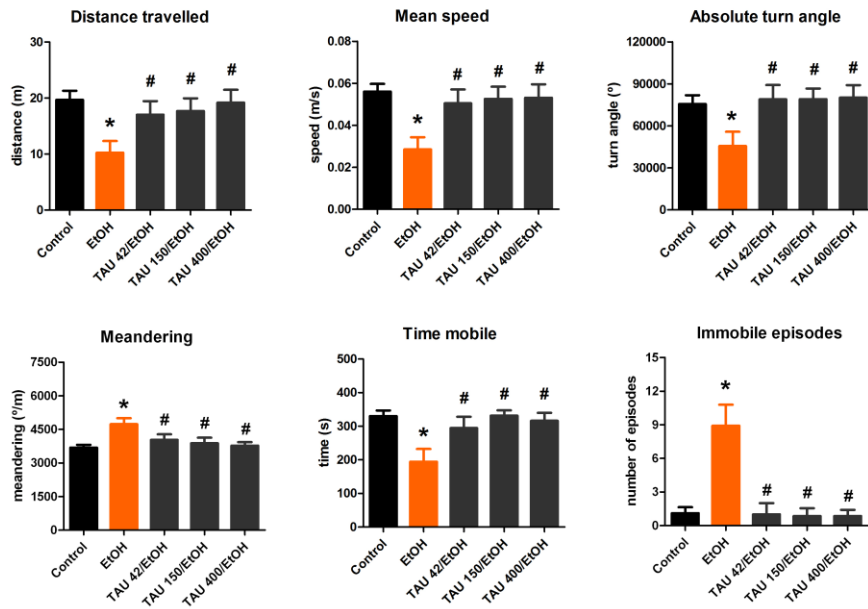 Distance travelled
distance (m)
30
20
10
0
*
#
#
#
Control
EtOH
TAU 42/EtOH
TAU 150/EtOH
TAU 400/EtOH
Mean speed
speed (m/s)
0.08
0.06
0.04
0.02
0.00
*
#
#
#
Control
EtOH
TAU 42/EtOH
TAU 150/EtOH
TAU 400/EtOH
Absolute turn angle
turn angle (°)
120000
90000
60000
30000
0
*
#
#
#
Control
EtOH
TAU 42/EtOH
TAU 150/EtOH
TAU 400/EtOH
Meandering
meandering (°/m)
7500
6000
4500
3000
1500
0
*
#
#
#
Control
EtOH
TAU 42/EtOH
TAU 150/EtOH
TAU 400/EtOH
Time mobile
time (s)
500
400
300
200
100
0
*
#
#
#
Control
EtOH
TAU 42/EtOH
TAU 150/EtOH
TAU 400/EtOH
Immobile episodes
number of episodes
15
12
9
6
3
0
*
#
#
#
Control
EtOH
TAU 42/EtOH
TAU 150/EtOH
TAU 400/EtOH